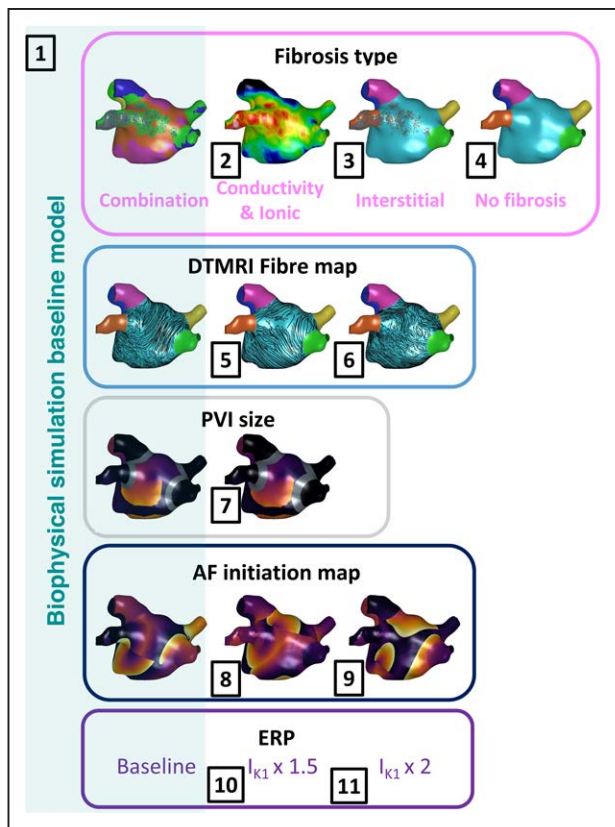 1
Biophysical simulation baseline model
Fibrosis type
2
3
4
Combination
Conductivity
& Ionic
Interstitial
No fibrosis
DTMRI Fibre map
5
6
PVI size
7
AF initiation map
8
9
ERP
Baseline
10
IK1 x 1.5
11
IK1 x 2